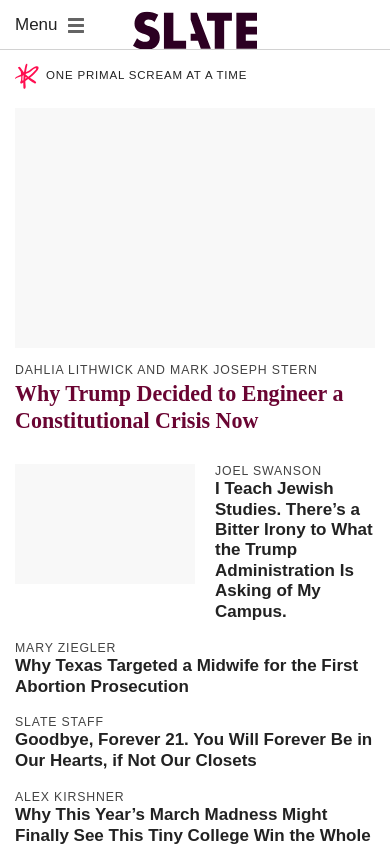 Menu
SLATE
ONE PRIMAL SCREAM AT A TIME
DAHLIA LITHWICK AND MARK JOSEPH STERN
Why Trump Decided to Engineer a
Constitutional Crisis Now
JOEL SWANSON
I Teach Jewish
Studies. There’s a
Bitter Irony to What
the Trump
Administration Is
Asking of My
Campus.
MARY ZIEGLER
Why Texas Targeted a Midwife for the First
Abortion Prosecution
SLATE STAFF
Goodbye, Forever 21. You Will Forever Be in
Our Hearts, if Not Our Closets
ALEX KIRSHNER
Why This Year’s March Madness Might
Finally See This Tiny College Win the Whole